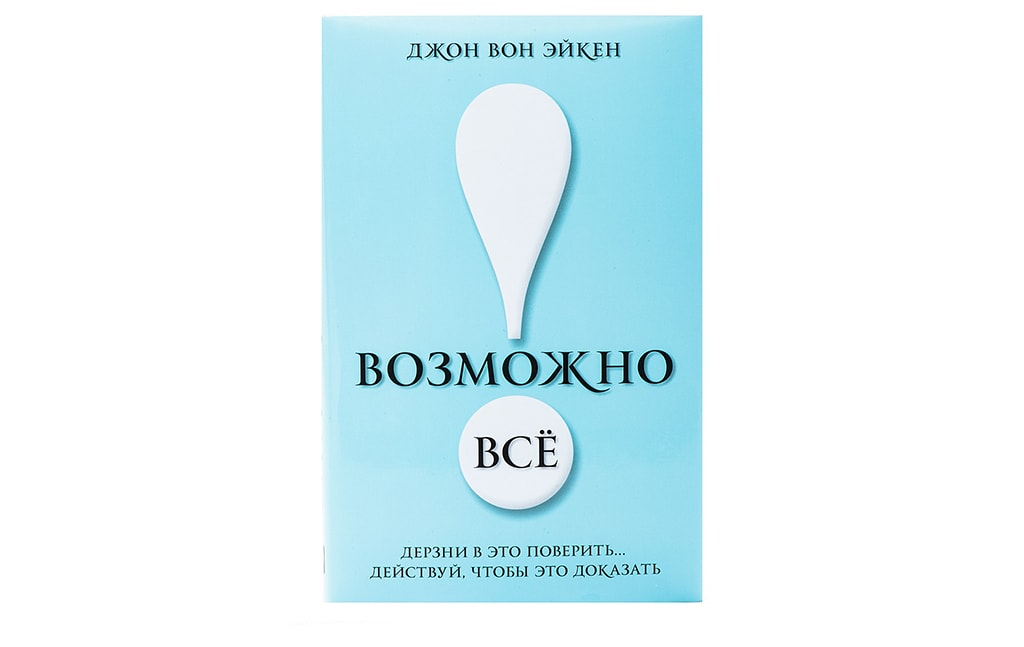 ДЖОН ВОН ЭЙКЕН
ВОЗМОЖНО
ВСЁ
ДЕРЗНИ В ЭТО ПОВЕРИТЬ...
ДЕЙСТВУЙ, ЧТОБЫ ЭТО ДОКАЗАТЬ